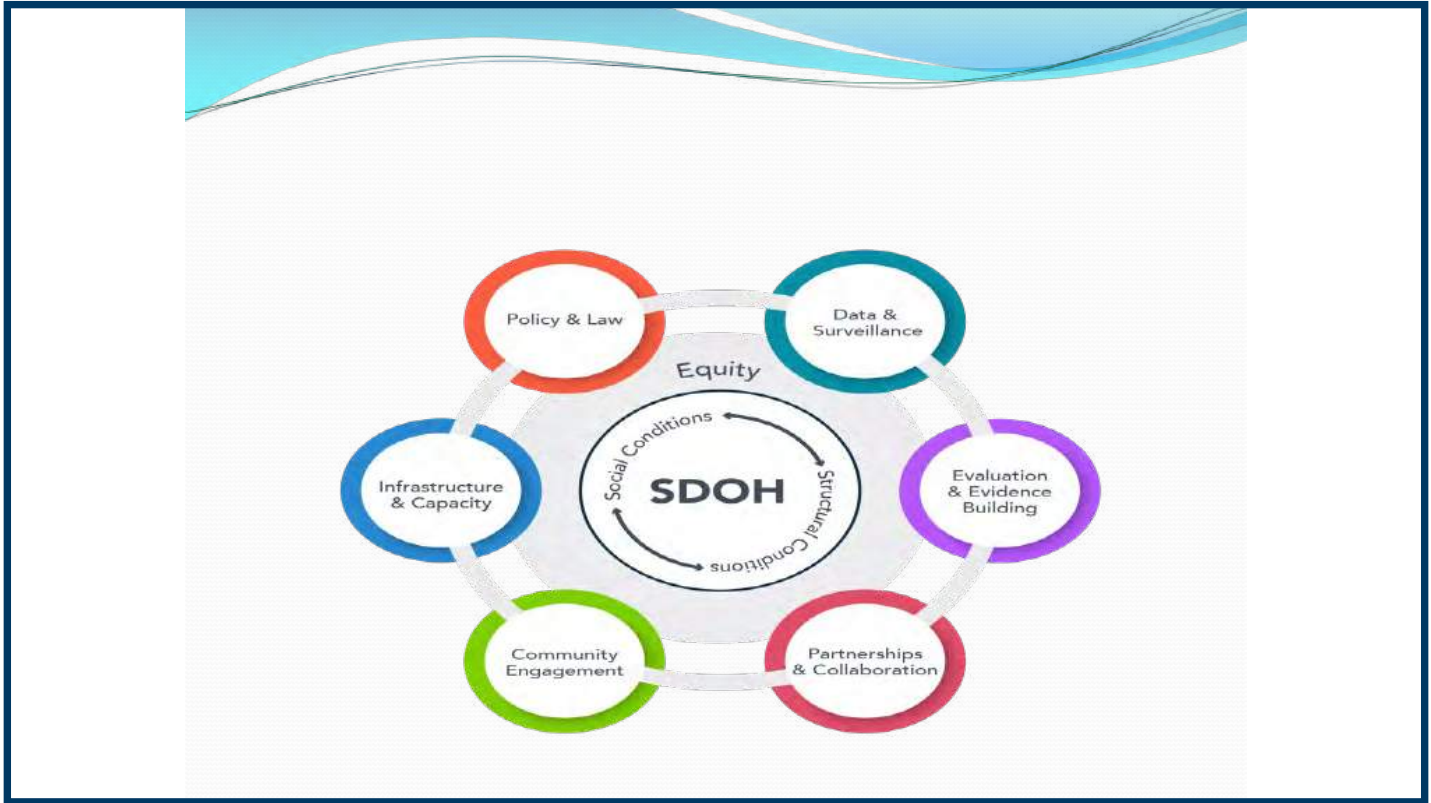 Policy & Law
Data &
Surveillance
Equity
Social Conditions
SDOH
Structural Conditions
Infrastructure
& Capacity
Evaluation
& Evidence
Building
Community
Engagement
Partnerships
& Collaboration